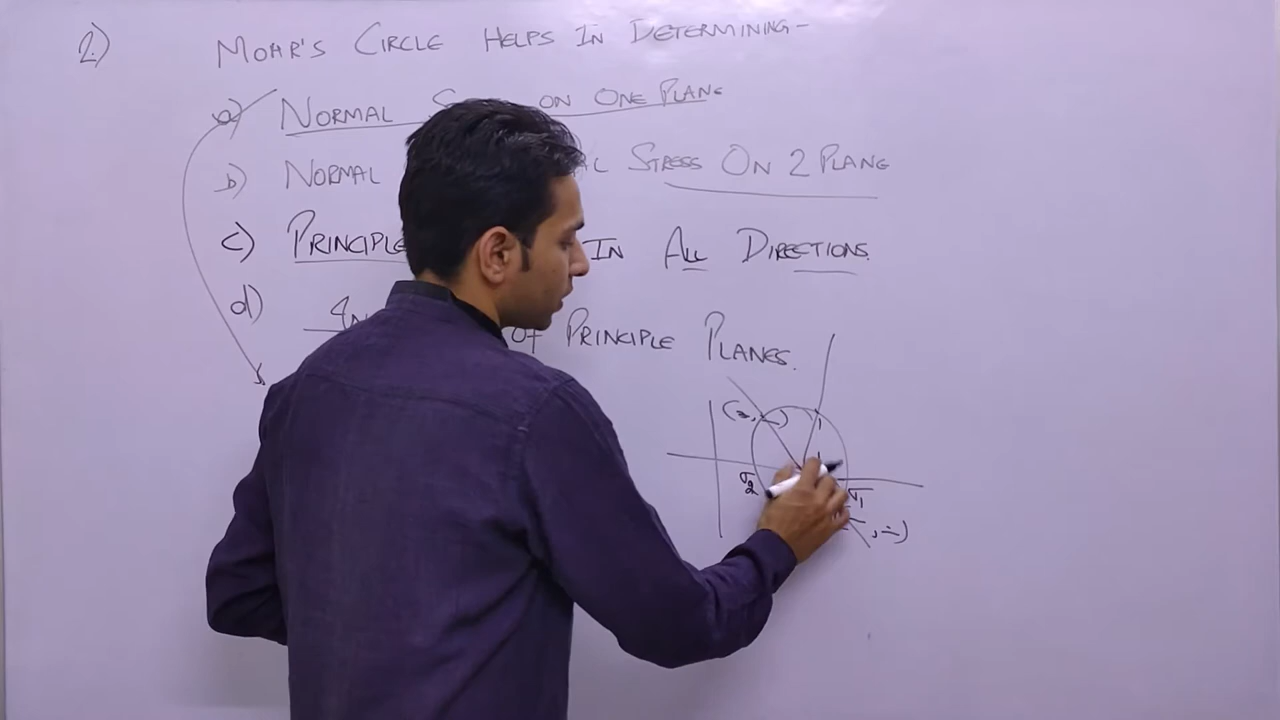 2.) MOHR'S CIRCLE HELPS IN DETERMINING-
a) NORMAL ON ONE PLANE
b) NORMAL STRESS ON 2 PLANE
c) PRINCIPLE IN ALL DIRECTIONS.
d) OF PRINCIPLE PLANES.
σ2
σ1